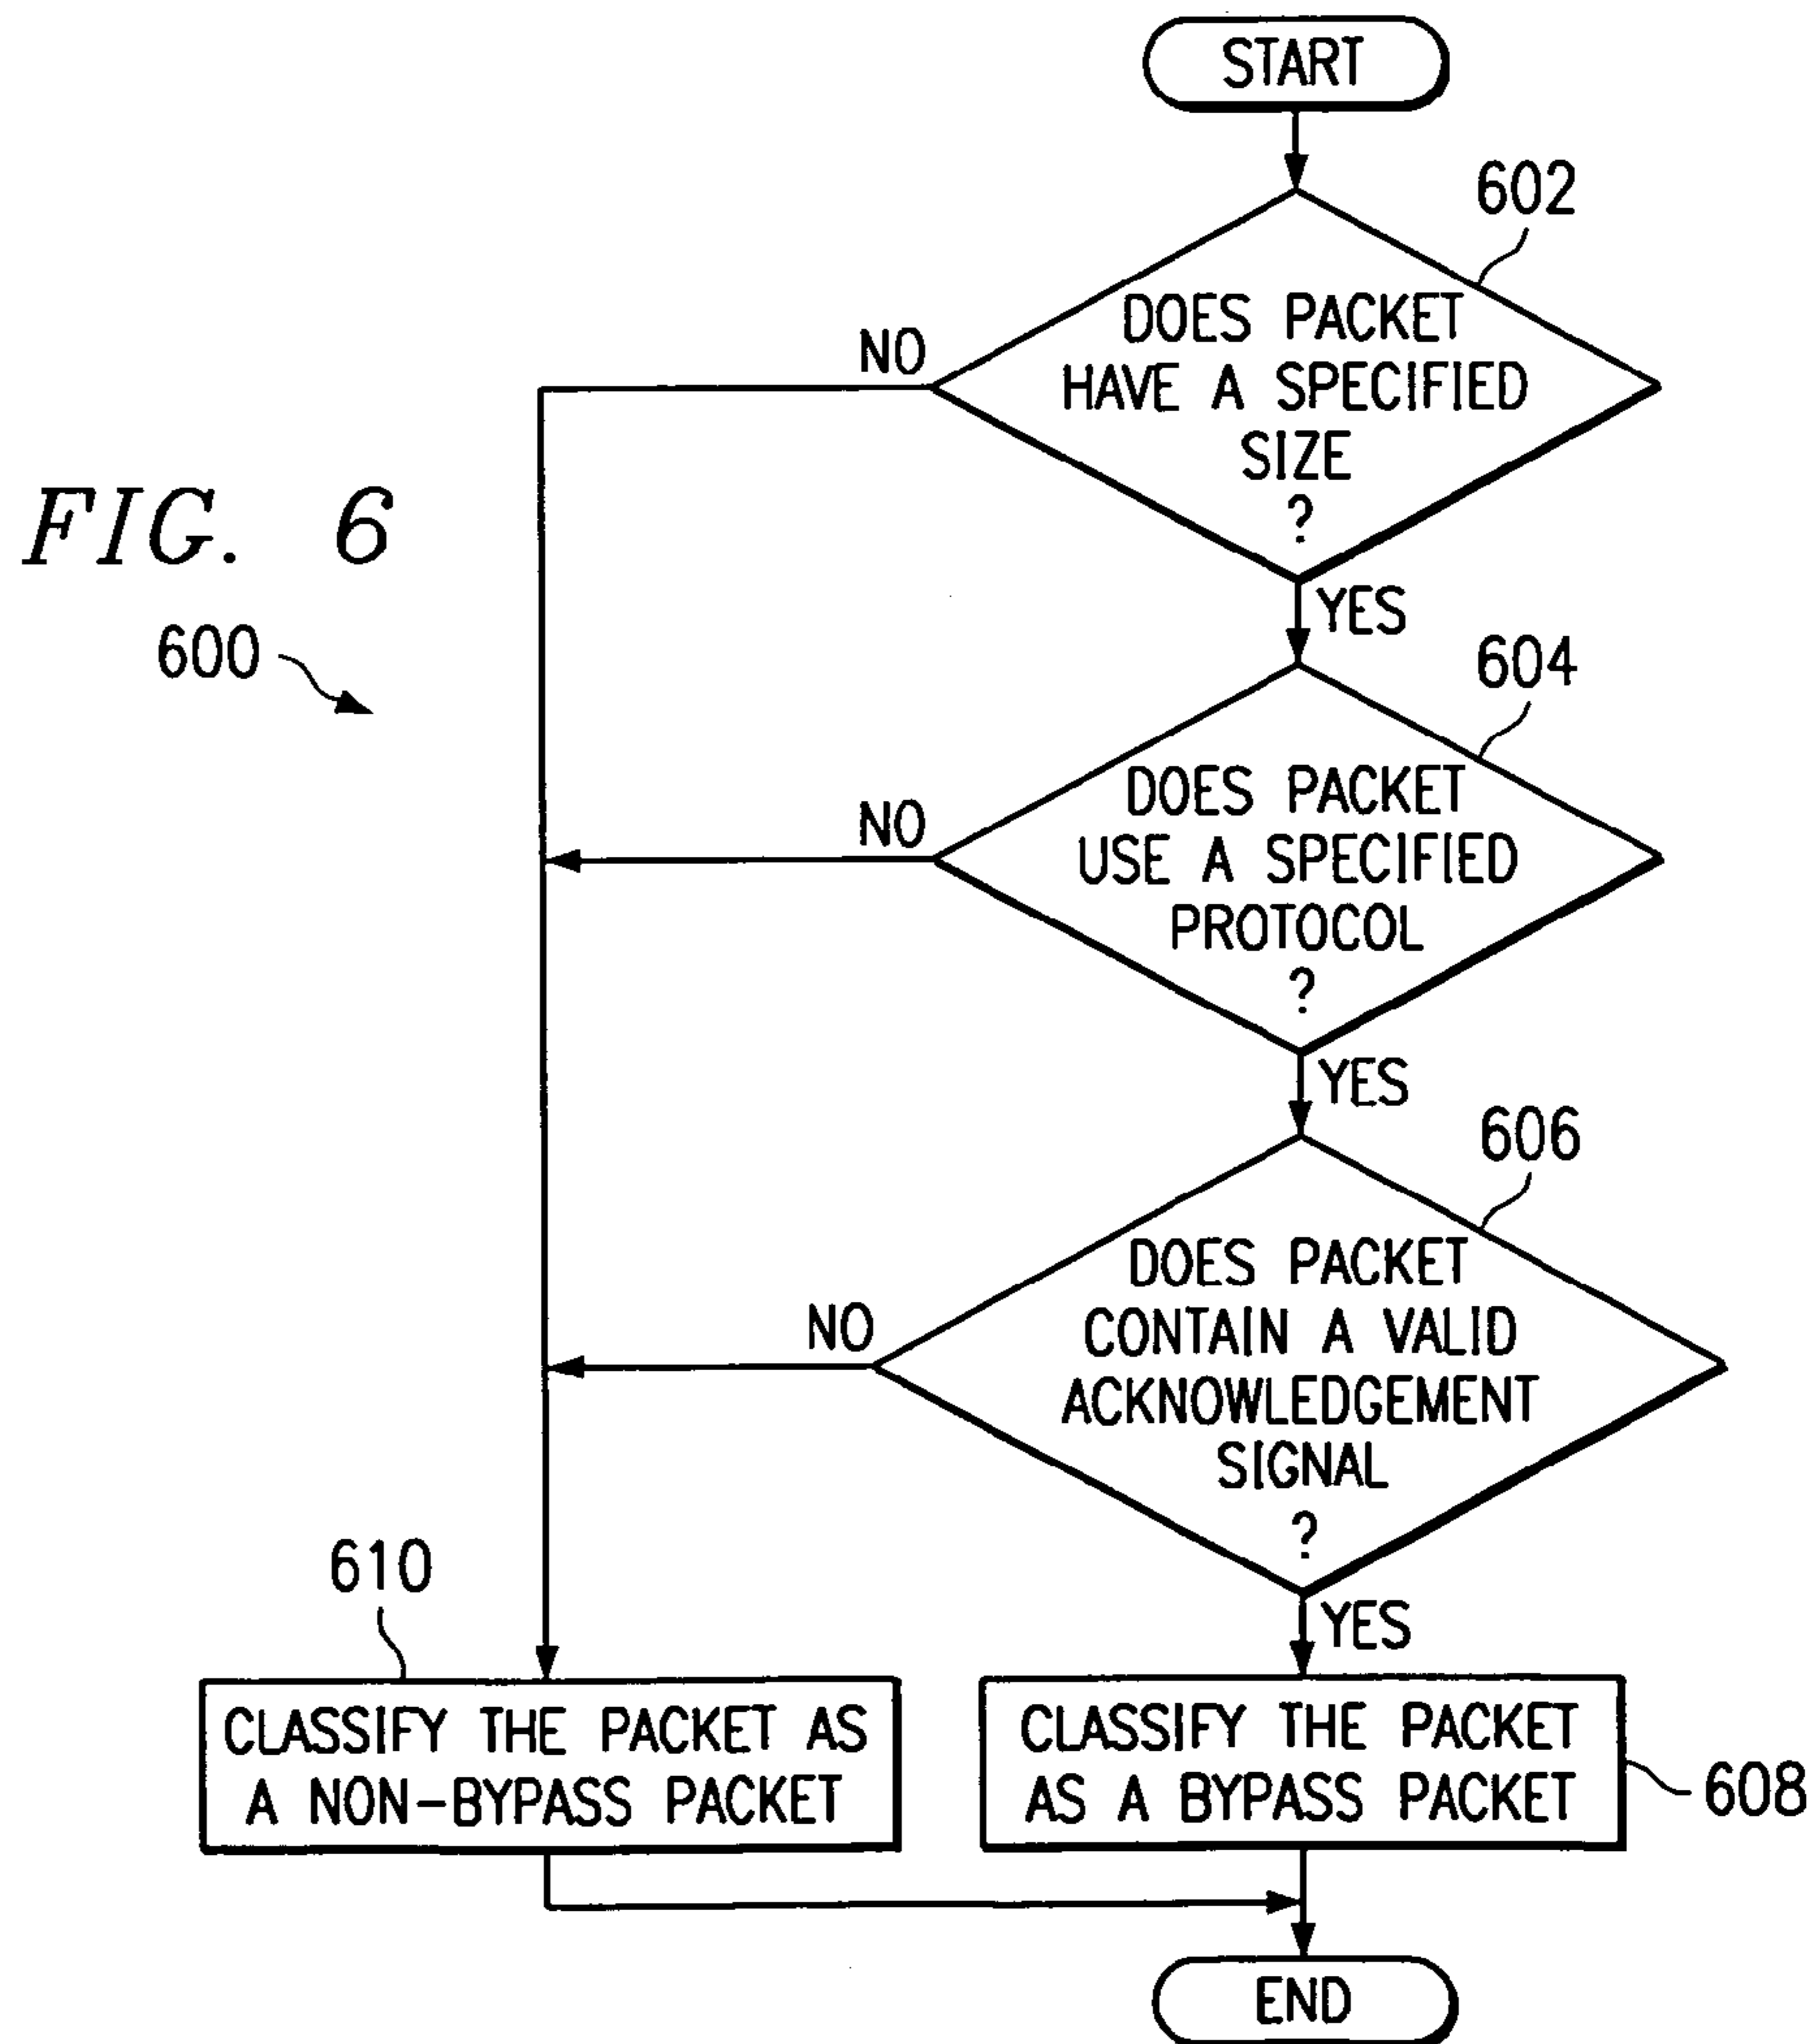 START
602
DOES PACKET
HAVE A SPECIFIED
SIZE
?
NO
YES
FIG. 6
600
604
DOES PACKET
USE A SPECIFIED
PROTOCOL
?
NO
YES
606
DOES PACKET
CONTAIN A VALID
ACKNOWLEDGEMENT
SIGNAL
?
NO
YES
610
CLASSIFY THE PACKET AS
A NON-BYPASS PACKET
CLASSIFY THE PACKET
AS A BYPASS PACKET
608
END